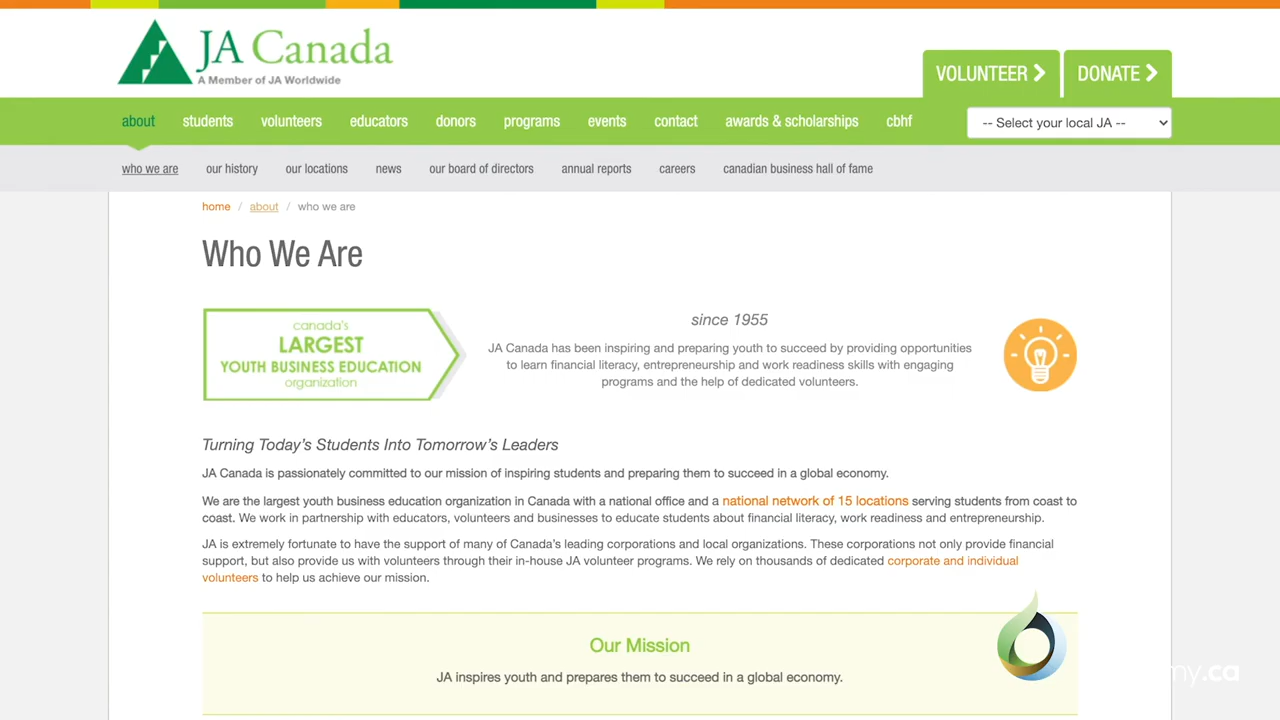 JA Canada
A Member of JA Worldwide
VOLUNTEER
DONATE
about students volunteers educators donors programs events contact awards & scholarships cbhf
-- Select your local JA --
who we are our history our locations news our board of directors annual reports careers canadian business hall of fame
home / about / who we are
Who We Are
canada's
LARGEST
YOUTH BUSINESS EDUCATION
organization
since 1955
JA Canada has been inspiring and preparing youth to succeed by providing opportunities
to learn financial literacy, entrepreneurship and work readiness skills with engaging
programs and the help of dedicated volunteers.
Turning Today's Students Into Tomorrow's Leaders
JA Canada is passionately committed to our mission of inspiring students and preparing them to succeed in a global economy.
We are the largest youth business education organization in Canada with a national office and a national network of 15 locations serving students from coast to
coast. We work in partnership with educators, volunteers and businesses to educate students about financial literacy, work readiness and entrepreneurship.
JA is extremely fortunate to have the support of many of Canada's leading corporations and local organizations. These corporations not only provide financial
support, but also provide us with volunteers through their in-house JA volunteer programs. We rely on thousands of dedicated corporate and individual
volunteers to help us achieve our mission.
Our Mission
JA inspires youth and prepares them to succeed in a global economy.
my.ca